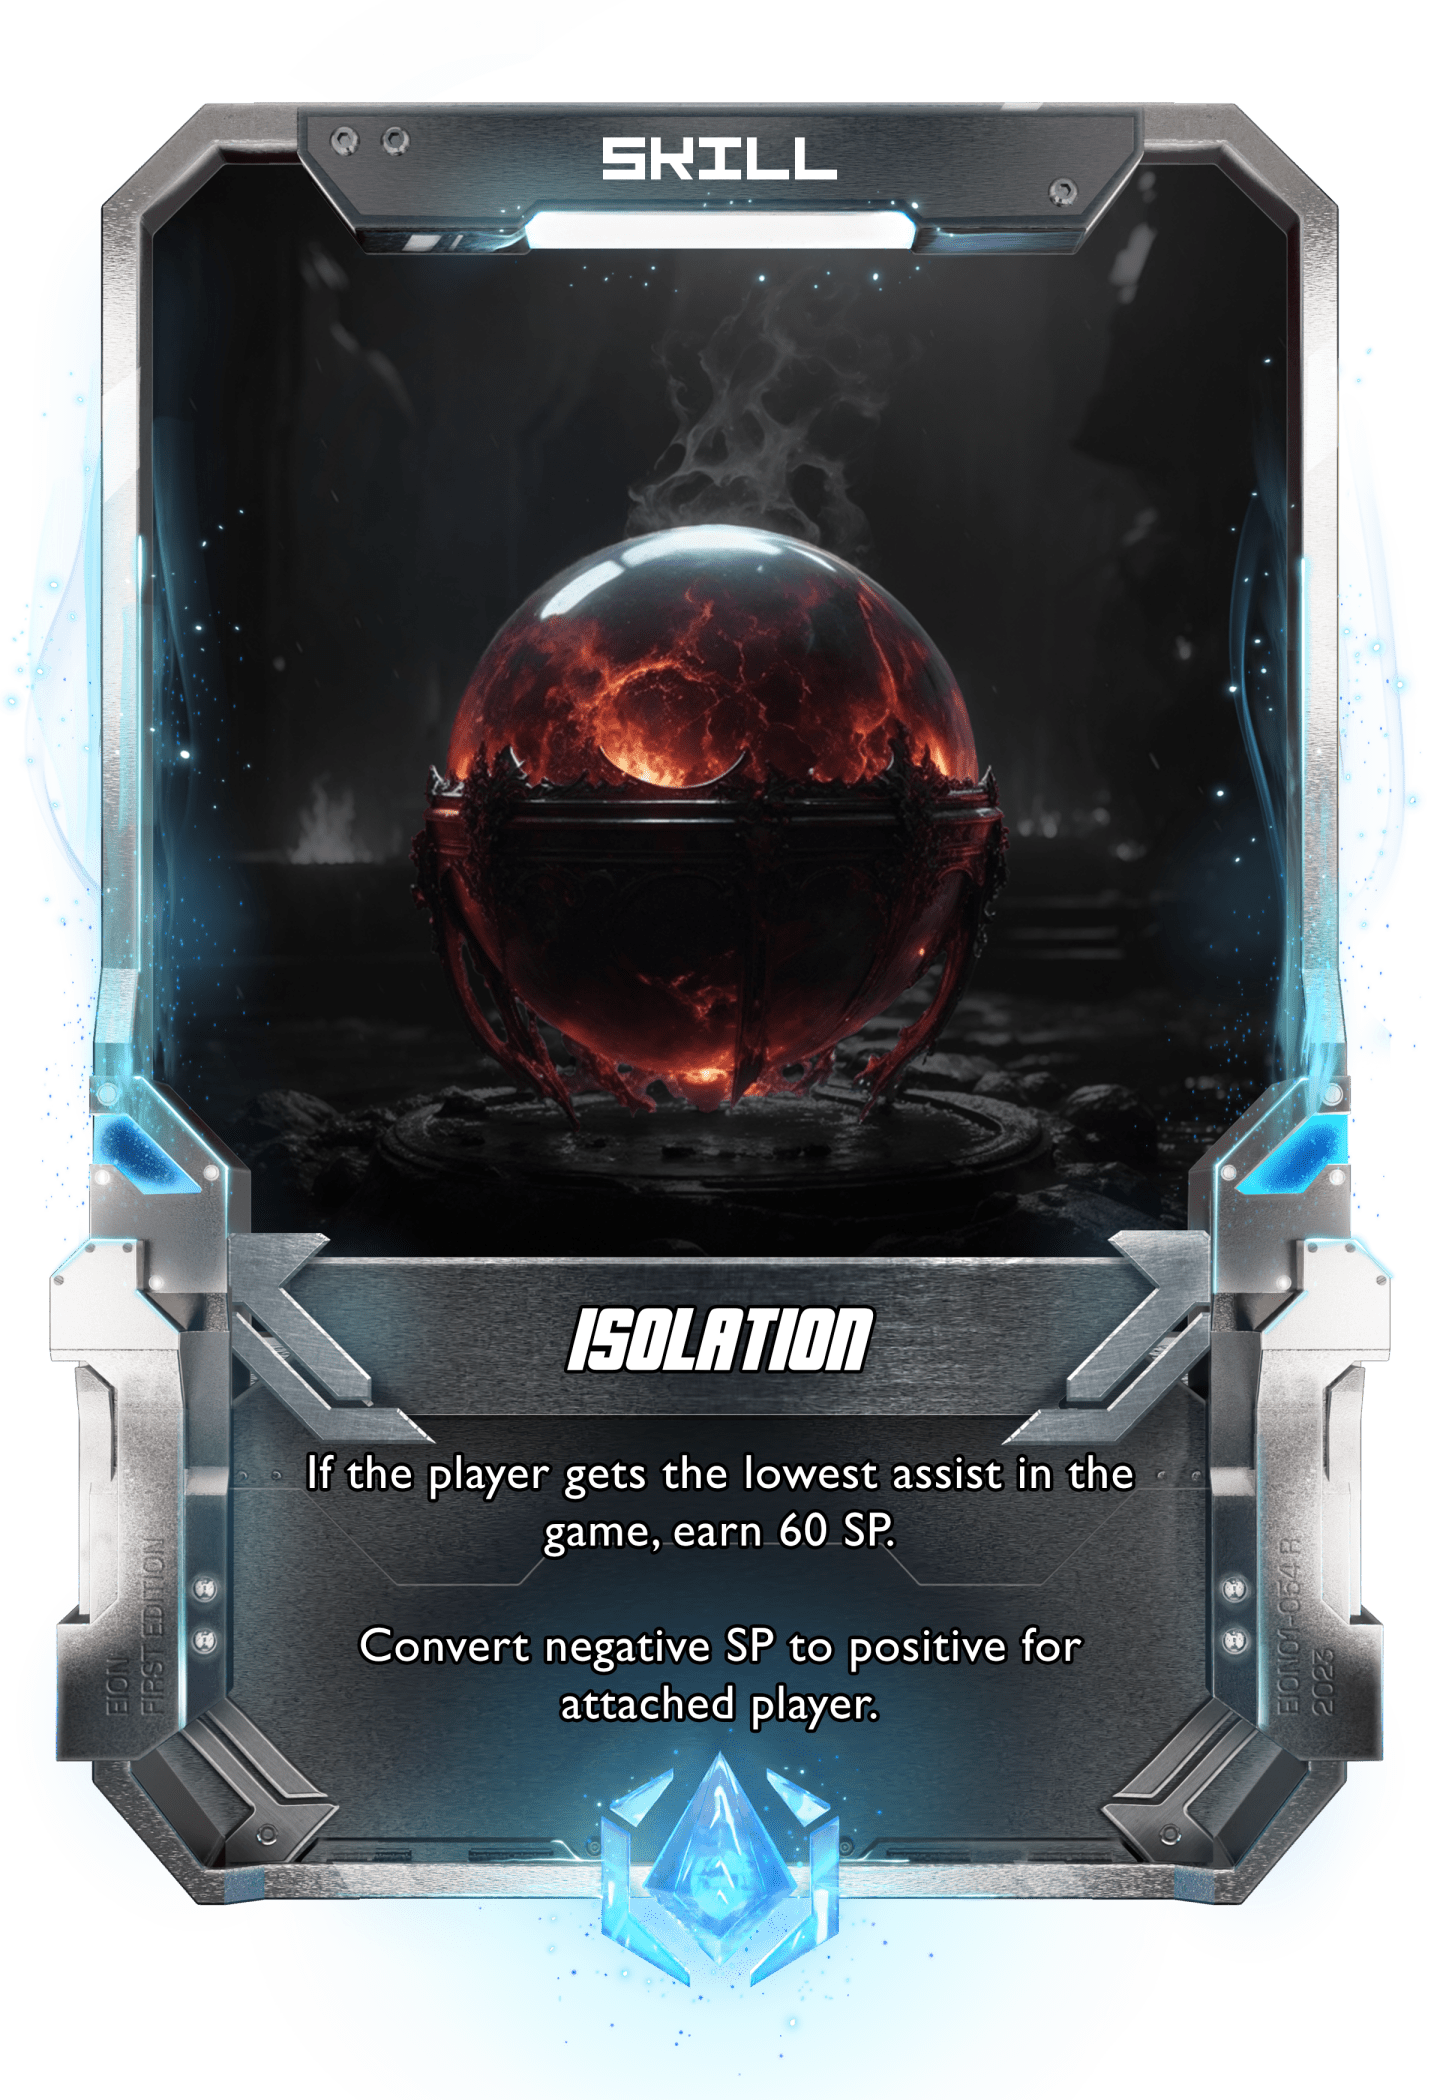 SKILL
ISOLATION
If the player gets the lowest assist in the
game, earn 60 SP.
Convert negative SP to positive for
attached player.
EION
FIRST EDITION
EION01-054 R
2023